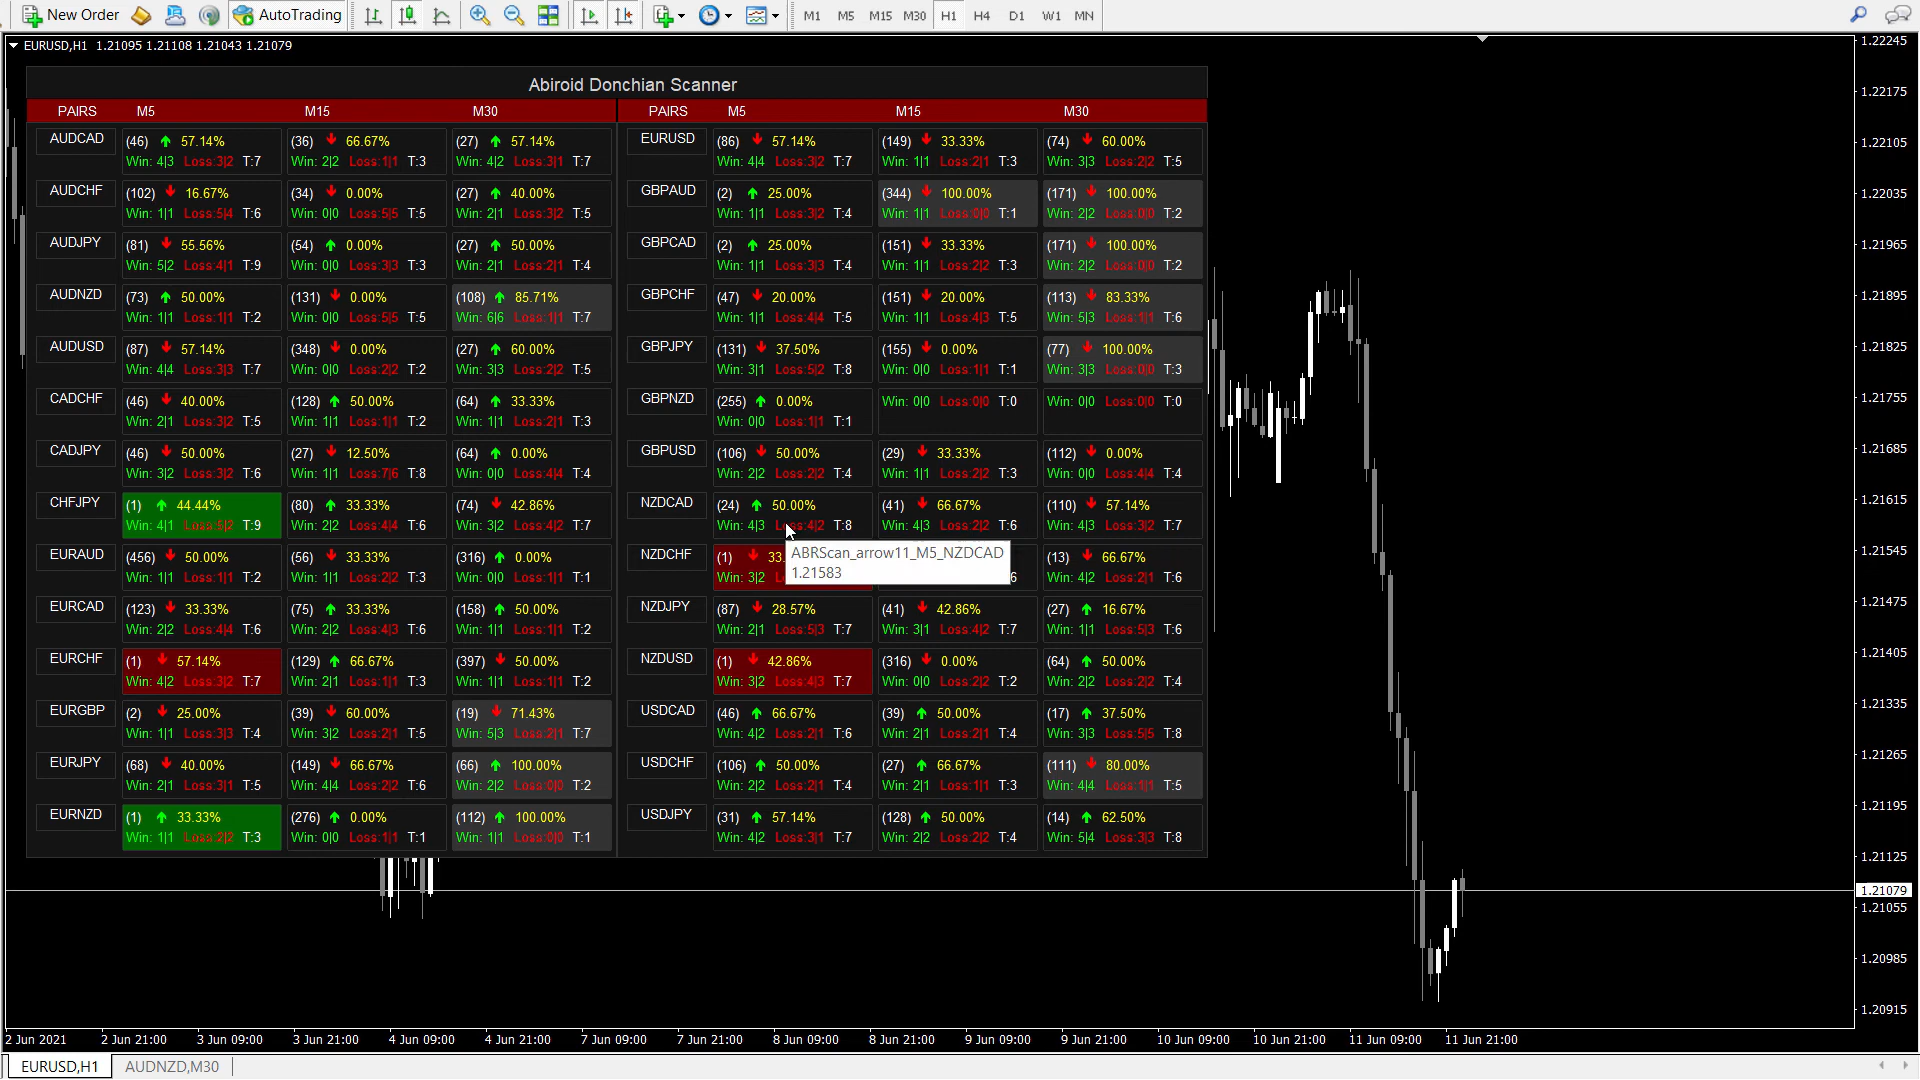 New Order AutoTrading M1 M5 M15 M30 H1 H4 D1 W1 MN
EURUSD,H1 1.21095 1.21108 1.21043 1.21079
Abiroid Donchian Scanner
PAIRS M5 M15 M30 PAIRS M5 M15 M30
AUDCAD (46) 57.14% (36) 66.67% (27) 57.14% EURUSD (86) 57.14% (149) 33.33% (74) 60.00%
Win: 4|3 Loss:3|2 T:7 Win: 2|2 Loss:1|1 T:3 Win: 4|2 Loss:3|1 T:7 Win: 4|4 Loss:3|2 T:7 Win: 1|1 Loss:2|1 T:3 Win: 3|3 Loss:2|2 T:5
AUDCHF (102) 16.67% (34) 0.00% (27) 40.00% GBPAUD (2) 25.00% (344) 100.00% (171) 100.00%
Win: 1|1 Loss:5|4 T:6 Win: 0|0 Loss:5|5 T:5 Win: 2|1 Loss:3|2 T:5 Win: 1|1 Loss:3|2 T:4 Win: 1|1 Loss:0|0 T:1 Win: 2|2 Loss:0|0 T:2
AUDJPY (81) 55.56% (54) 0.00% (27) 50.00% GBPCAD (2) 25.00% (151) 33.33% (171) 100.00%
Win: 5|2 Loss:4|1 T:9 Win: 0|0 Loss:3|3 T:3 Win: 2|1 Loss:2|1 T:4 Win: 1|1 Loss:3|3 T:4 Win: 1|1 Loss:2|2 T:3 Win: 2|2 Loss:0|0 T:2
AUDNZD (73) 50.00% (131) 0.00% (108) 85.71% GBPCHF (47) 20.00% (151) 20.00% (113) 83.33%
Win: 1|1 Loss:1|1 T:2 Win: 0|0 Loss:5|5 T:5 Win: 6|6 Loss:1|1 T:7 Win: 1|1 Loss:4|4 T:5 Win: 1|1 Loss:4|3 T:5 Win: 5|3 Loss:1|1 T:6
AUDUSD (87) 57.14% (348) 0.00% (27) 60.00% GBPJPY (131) 37.50% (155) 0.00% (77) 100.00%
Win: 4|4 Loss:3|3 T:7 Win: 0|0 Loss:2|2 T:2 Win: 3|3 Loss:2|2 T:5 Win: 3|1 Loss:5|2 T:8 Win: 0|0 Loss:1|1 T:1 Win: 3|3 Loss:0|0 T:3
CADCHF (46) 40.00% (128) 50.00% (64) 33.33% GBPNZD (255) 0.00% Win: 0|0 Loss:0|0 T:0 Win: 0|0 Loss:0|0 T:0
Win: 2|1 Loss:3|2 T:5 Win: 1|1 Loss:1|1 T:2 Win: 1|1 Loss:2|1 T:3 Win: 0|0 Loss:1|1 T:1
CADJPY (46) 50.00% (27) 12.50% (64) 0.00% GBPUSD (106) 50.00% (29) 33.33% (112) 0.00%
Win: 3|2 Loss:3|2 T:6 Win: 1|1 Loss:7|6 T:8 Win: 0|0 Loss:4|4 T:4 Win: 2|2 Loss:2|2 T:4 Win: 1|1 Loss:2|2 T:3 Win: 0|0 Loss:4|4 T:4
CHFJPY (1) 44.44% (80) 33.33% (74) 42.86% NZDCAD (24) 50.00% (41) 66.67% (110) 57.14%
Win: 4|1 Loss:5|2 T:9 Win: 2|2 Loss:4|4 T:6 Win: 3|2 Loss:4|2 T:7 Win: 4|3 Loss:4|2 T:8 Win: 4|3 Loss:2|2 T:6 Win: 4|3 Loss:3|2 T:7
EURAUD (456) 50.00% (56) 33.33% (316) 0.00% NZDCHF (1) 33. ABRScan_arrow11_M5_NZDCAD (13) 66.67%
Win: 1|1 Loss:1|1 T:2 Win: 1|1 Loss:2|2 T:3 Win: 0|0 Loss:1|1 T:1 Win: 3|2 1.21583 6 Win: 4|2 Loss:2|1 T:6
EURCAD (123) 33.33% (75) 33.33% (158) 50.00% NZDJPY (87) 28.57% (41) 42.86% (27) 16.67%
Win: 2|2 Loss:4|4 T:6 Win: 2|2 Loss:4|3 T:6 Win: 1|1 Loss:1|1 T:2 Win: 2|1 Loss:5|3 T:7 Win: 3|1 Loss:4|2 T:7 Win: 1|1 Loss:5|3 T:6
EURCHF (1) 57.14% (129) 66.67% (397) 50.00% NZDUSD (1) 42.86% (316) 0.00% (64) 50.00%
Win: 4|2 Loss:3|2 T:7 Win: 2|1 Loss:1|1 T:3 Win: 1|1 Loss:1|1 T:2 Win: 3|2 Loss:4|3 T:7 Win: 0|0 Loss:2|2 T:2 Win: 2|2 Loss:2|2 T:4
EURGBP (2) 25.00% (39) 60.00% (19) 71.43% USDCAD (46) 66.67% (39) 50.00% (17) 37.50%
Win: 1|1 Loss:3|3 T:4 Win: 3|2 Loss:2|1 T:5 Win: 5|3 Loss:2|1 T:7 Win: 4|2 Loss:2|1 T:6 Win: 2|1 Loss:2|1 T:4 Win: 3|3 Loss:5|5 T:8
EURJPY (68) 40.00% (149) 66.67% (66) 100.00% USDCHF (106) 50.00% (27) 66.67% (111) 80.00%
Win: 2|1 Loss:3|1 T:5 Win: 4|4 Loss:2|2 T:6 Win: 2|2 Loss:0|0 T:2 Win: 2|2 Loss:2|1 T:4 Win: 2|1 Loss:1|1 T:3 Win: 4|4 Loss:1|1 T:5
EURNZD (1) 33.33% (276) 0.00% (112) 100.00% USDJPY (31) 57.14% (128) 50.00% (14) 62.50%
Win: 1|1 Loss:2|2 T:3 Win: 0|0 Loss:1|1 T:1 Win: 1|1 Loss:0|0 T:1 Win: 4|2 Loss:3|1 T:7 Win: 2|2 Loss:2|2 T:4 Win: 5|4 Loss:3|3 T:8
1.22245
1.22175
1.22105
1.22035
1.21965
1.21895
1.21825
1.21755
1.21685
1.21615
1.21545
1.21475
1.21405
1.21335
1.21265
1.21195
1.21125
1.21079
1.21055
1.20985
1.20915
2 Jun 2021 2 Jun 21:00 3 Jun 09:00 3 Jun 21:00 4 Jun 09:00 4 Jun 21:00 7 Jun 09:00 7 Jun 21:00 8 Jun 09:00 8 Jun 21:00 9 Jun 09:00 9 Jun 21:00 10 Jun 09:00 10 Jun 21:00 11 Jun 09:00 11 Jun 21:00
EURUSD,H1 AUDNZD,M30